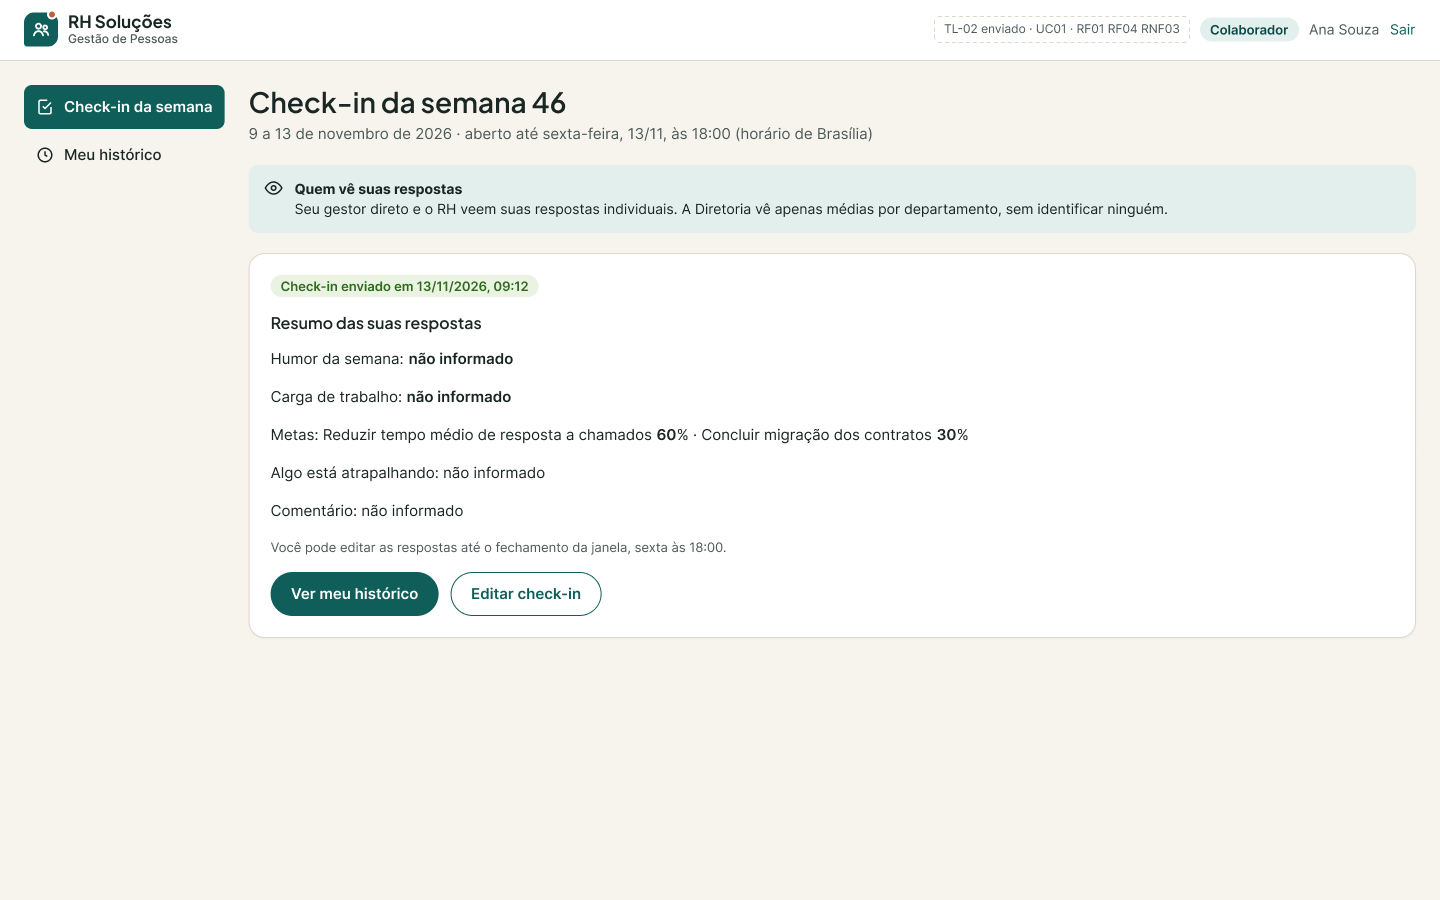 RH Soluções
Gestão de Pessoas
TL-02 enviado · UC01 · RF01 RF04 RNF03
Colaborador
Ana Souza
Sair
Check-in da semana
Meu histórico
Check-in da semana 46
9 a 13 de novembro de 2026 · aberto até sexta-feira, 13/11, às 18:00 (horário de Brasília)
Quem vê suas respostas
Seu gestor direto e o RH veem suas respostas individuais. A Diretoria vê apenas médias por departamento, sem identificar ninguém.
Check-in enviado em 13/11/2026, 09:12
Resumo das suas respostas
Humor da semana: não informado
Carga de trabalho: não informado
Metas: Reduzir tempo médio de resposta a chamados 60% · Concluir migração dos contratos 30%
Algo está atrapalhando: não informado
Comentário: não informado
Você pode editar as respostas até o fechamento da janela, sexta às 18:00.
Ver meu histórico
Editar check-in